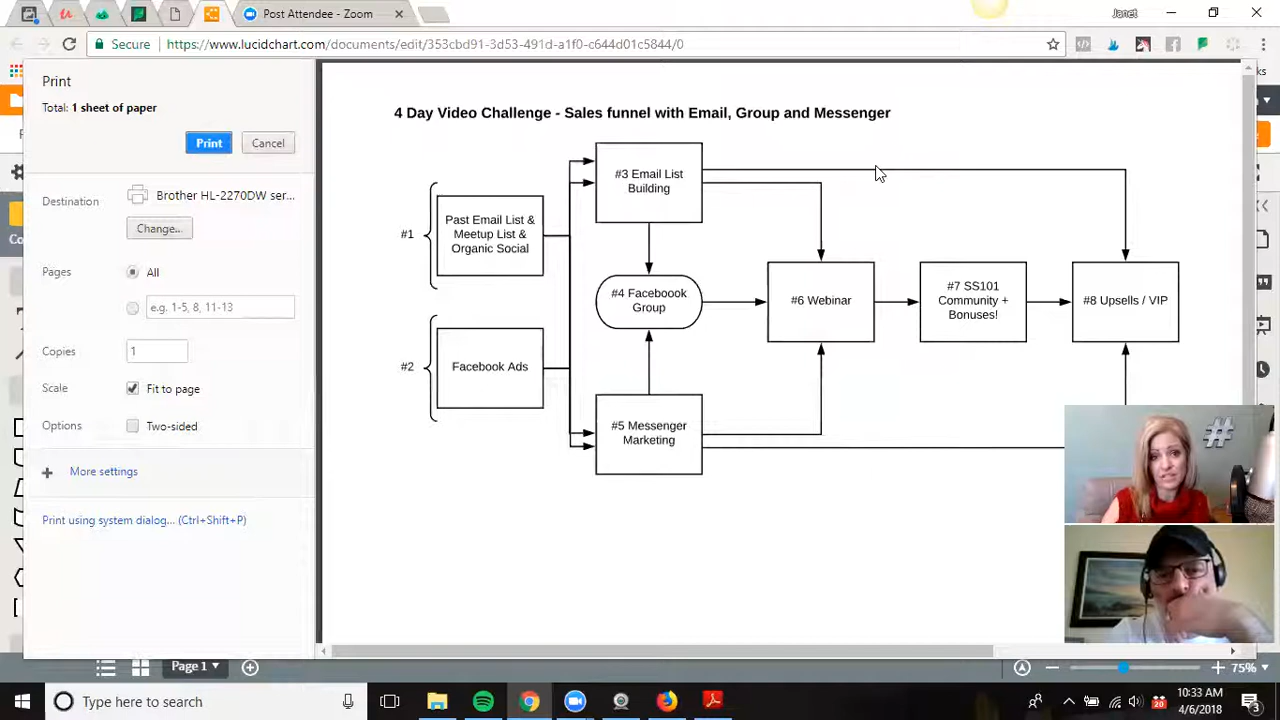 Post Attendee - Zoom
Jonet
Secure
https://www.lucidchart.com/documents/edit/353cbd91-3d53-491d-a1f0-c644d01c5844/0
Print
Total: 1 sheet of paper
Print
Cancel
Destination
Brother HL-2270DW ser...
Change...
Pages
All
e.g. 1-5, 8, 11-13
Copies
1
Scale
Fit to page
Options
Two-sided
More settings
Print using system dialog... (Ctrl+Shift+P)
4 Day Video Challenge - Sales funnel with Email, Group and Messenger
#1
Past Email List &
Meetup List &
Organic Social
#2
Facebook Ads
#3 Email List
Building
#4 Faceboook
Group
#5 Messenger
Marketing
#6 Webinar
#7 SS101
Community +
Bonuses!
#8 Upsells / VIP
#
Page 1
75%
Type here to search
20
10:33 AM
4/6/2018
3